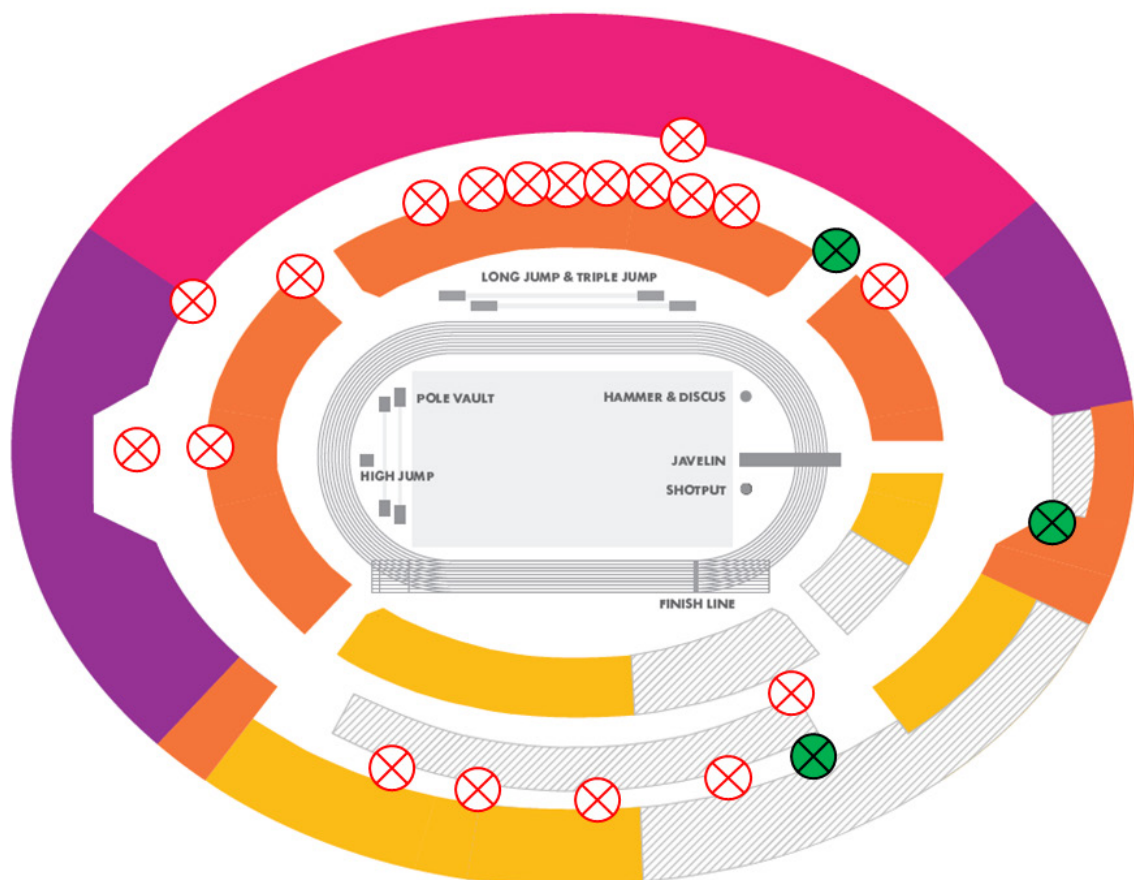 LONG JUMP & TRIPLE JUMP
POLE VAULT
HAMMER & DISCUS
HIGH JUMP
JAVELIN
SHOTPUT
FINISH LINE